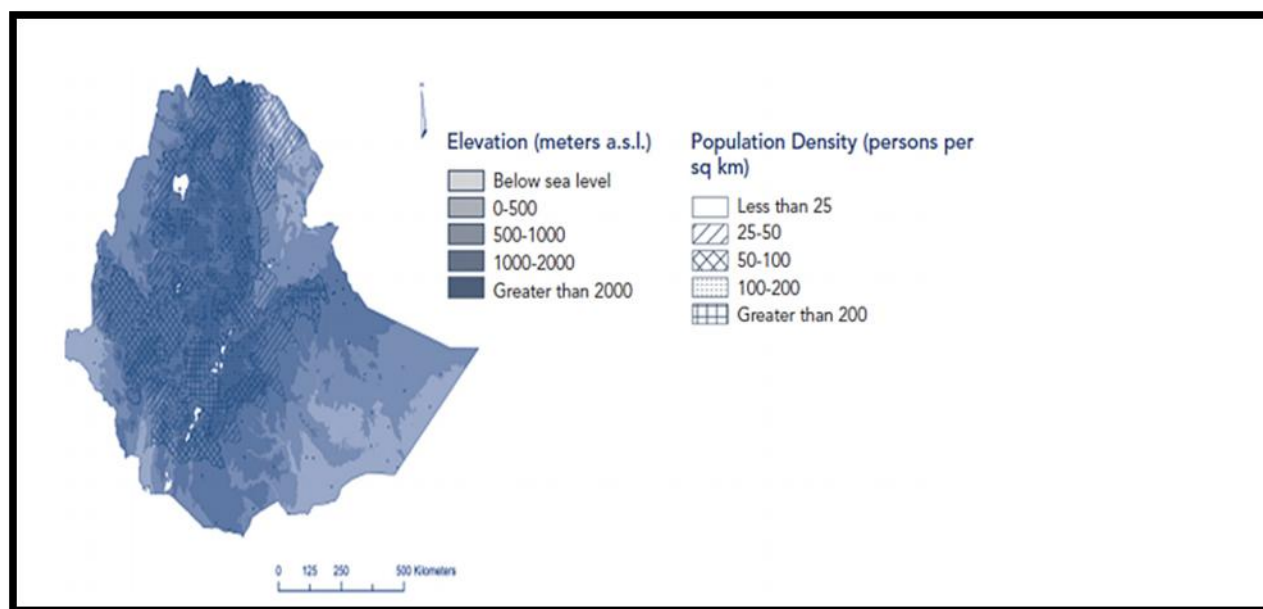 Elevation (meters a.s.l.)
Below sea level
0-500
500-1000
1000-2000
Greater than 2000
Population Density (persons per
sq km)
Less than 25
25-50
50-100
100-200
Greater than 200
0 125 250 500 Kilometers